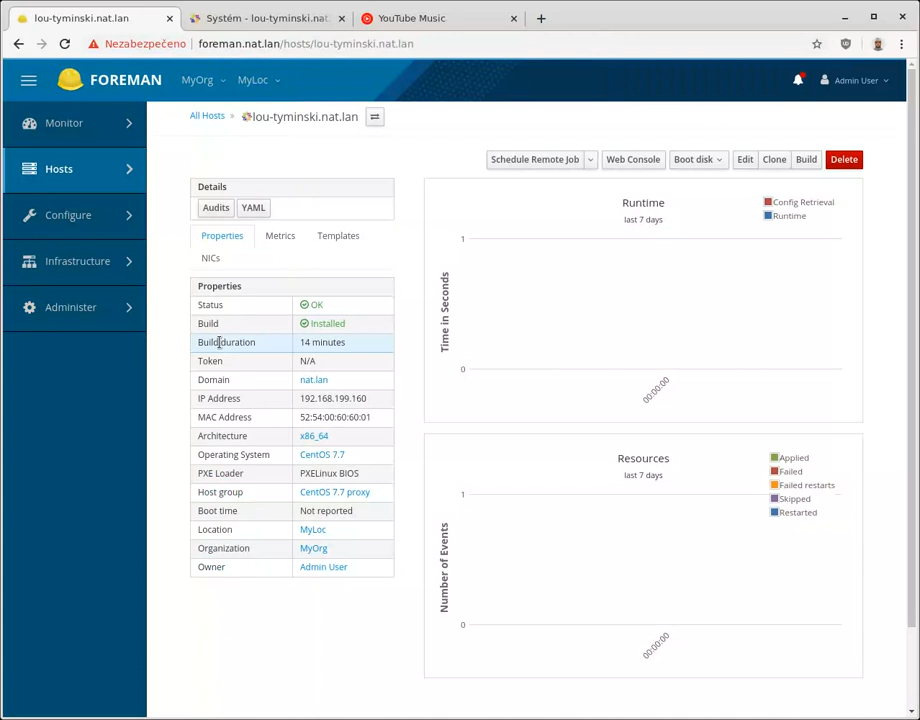 lou-tyminski.nat.lan
Systém - lou-tyminski.nat
YouTube Music
Nezabezpečeno
foreman.nat.lan/hosts/lou-tyminski.nat.lan
FOREMAN
MyOrg
MyLoc
Admin User
Monitor
Hosts
Configure
Infrastructure
Administer
All Hosts » lou-tyminski.nat.lan
Schedule Remote Job
Web Console
Boot disk
Edit
Clone
Build
Delete
Details
Audits
YAML
Properties
Metrics
Templates
NICs
Properties
Status OK
Build Installed
Build duration 14 minutes
Token N/A
Domain nat.lan
IP Address 192.168.199.160
MAC Address 52:54:00:60:60:01
Architecture x86_64
Operating System CentOS 7.7
PXE Loader PXELinux BIOS
Host group CentOS 7.7 proxy
Boot time Not reported
Location MyLoc
Organization MyOrg
Owner Admin User
Runtime
last 7 days
Config Retrieval
Runtime
1
Time in Seconds
0
00:00:00
Resources
last 7 days
Applied
Failed
Failed restarts
Skipped
Restarted
1
Number of Events
0
00:00:00